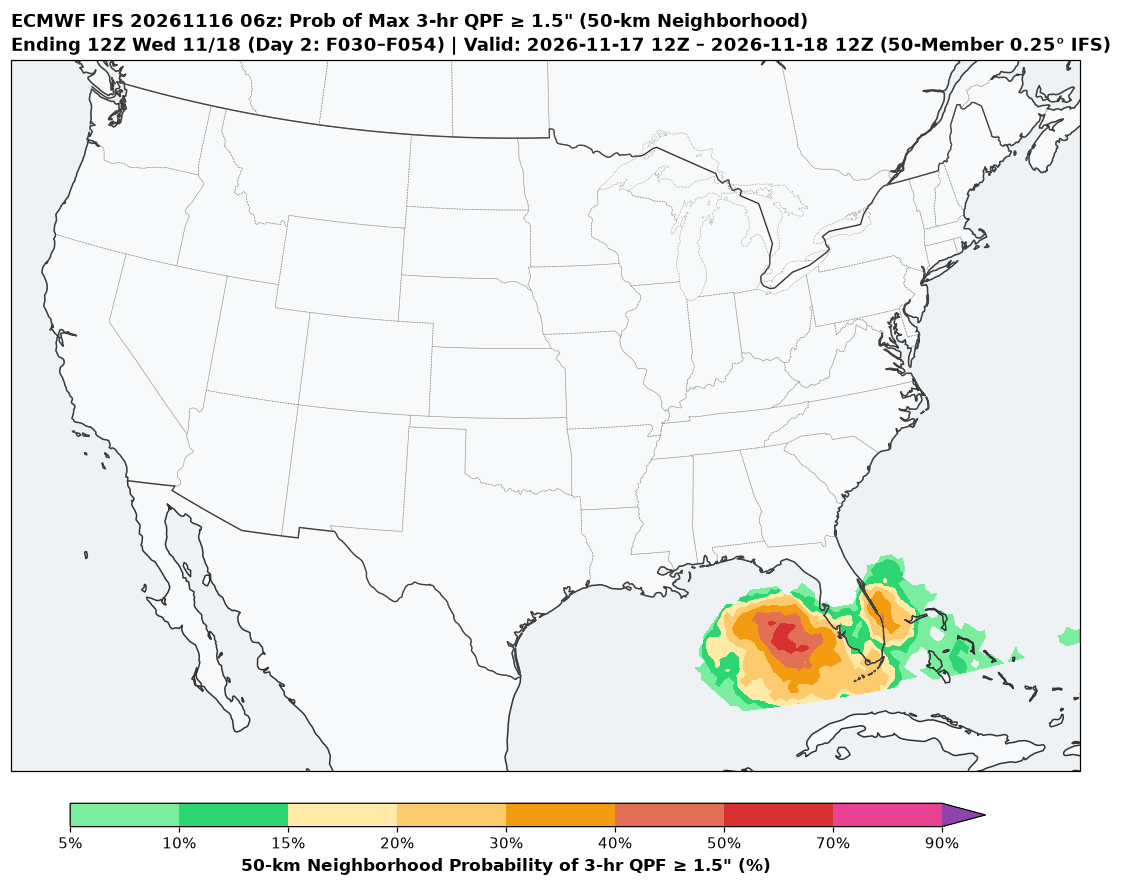 ECMWF IFS 20261116 06z: Prob of Max 3-hr QPF ≥ 1.5" (50-km Neighborhood)
Ending 12Z Wed 11/18 (Day 2: F030–F054) | Valid: 2026-11-17 12Z – 2026-11-18 12Z (50-Member 0.25° IFS)
5% 10% 15% 20% 30% 40% 50% 70% 90%
50-km Neighborhood Probability of 3-hr QPF ≥ 1.5" (%)